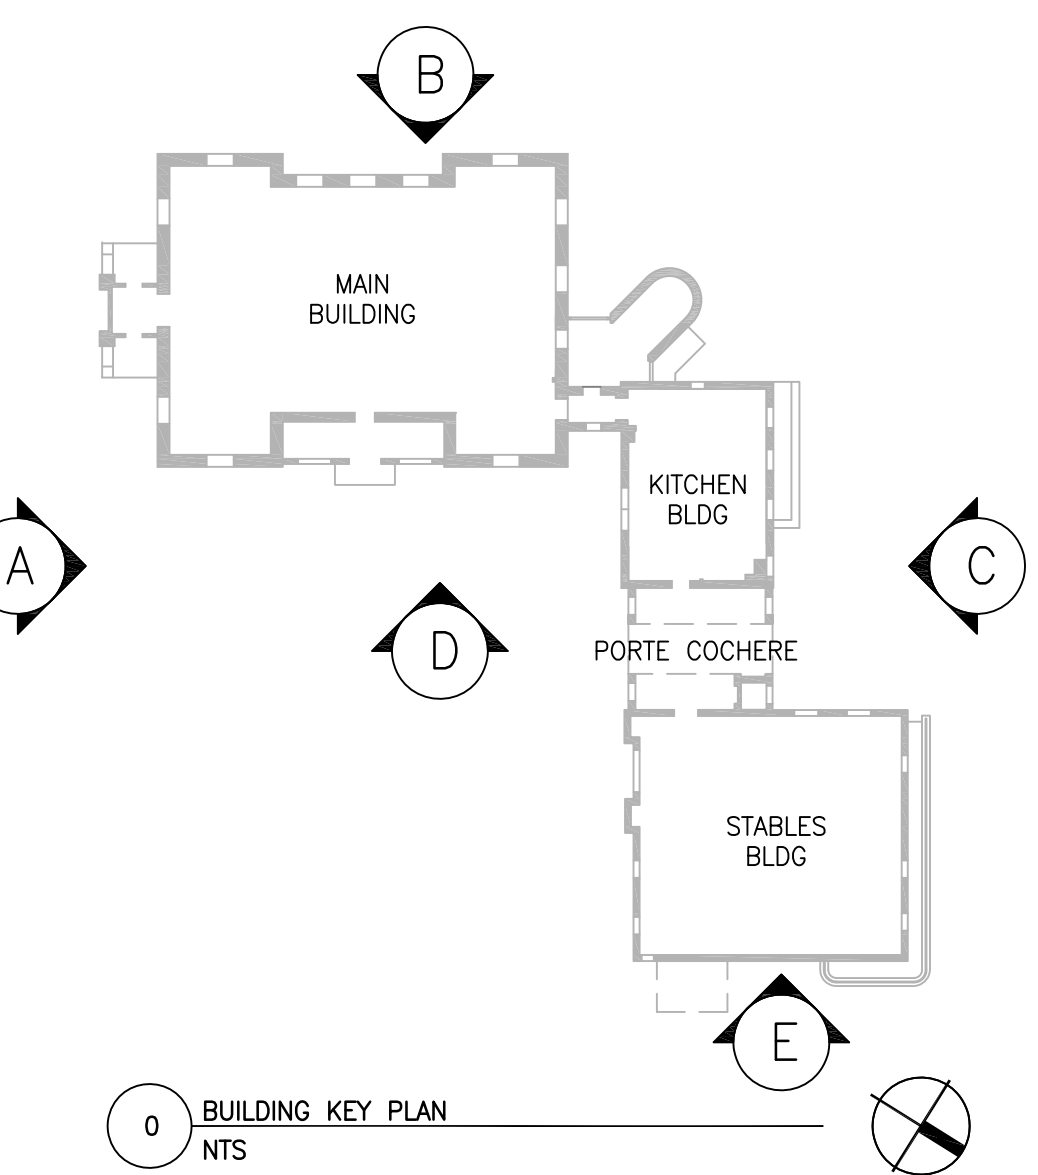 B
MAIN
BUILDING
KITCHEN
BLDG
A
C
D
PORTE COCHERE
STABLES
BLDG
E
0
BUILDING KEY PLAN
NTS